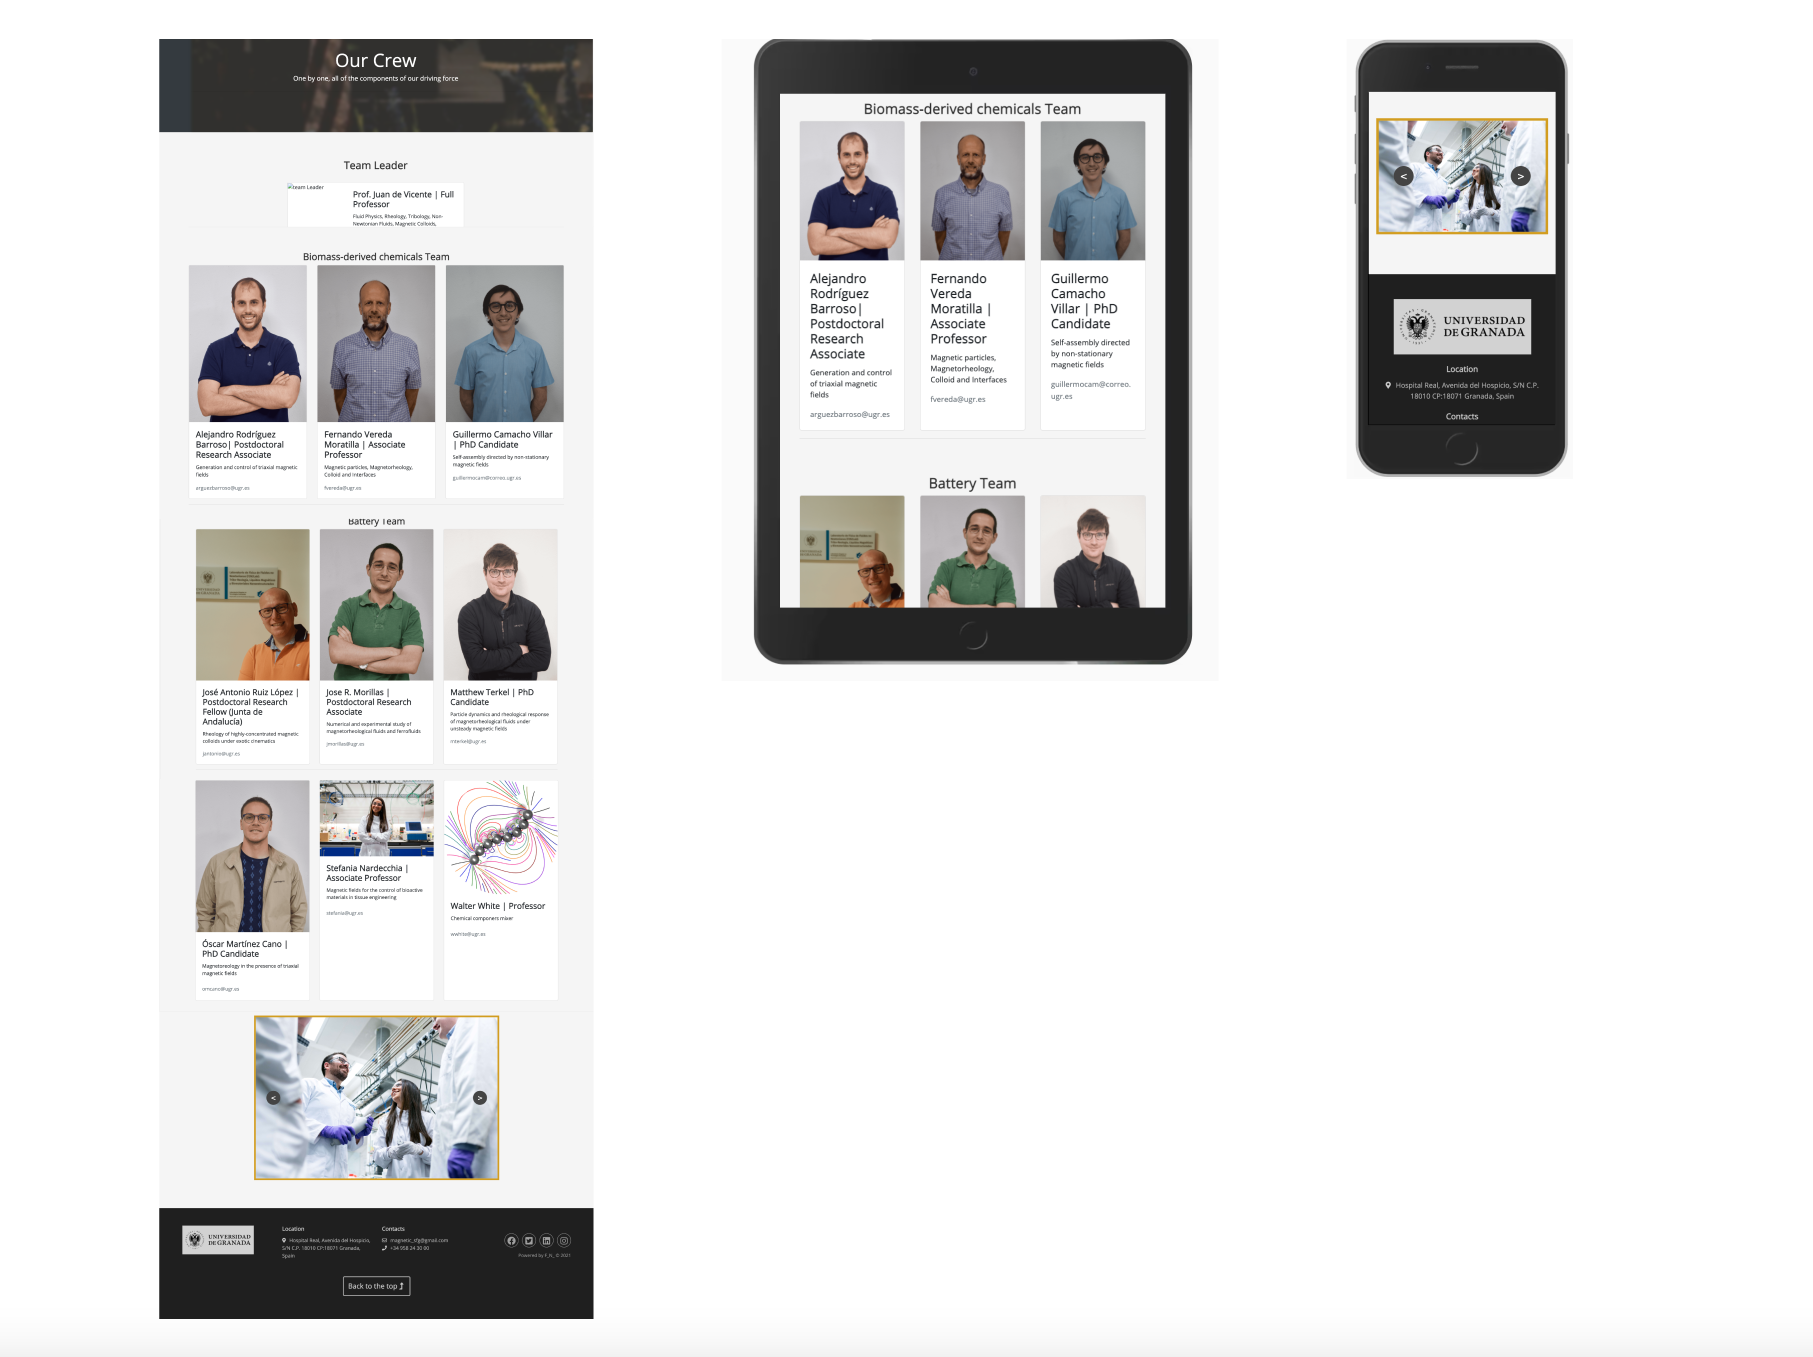 Our Crew
One by one, all of the components of our driving force
Team Leader
team Leader
Prof. Juan de Vicente | Full
Professor
Fluid Physics, Rheology, Tribology, Non-
Newtonian Fluids, Magnetic Colloids,
Biomass-derived chemicals Team
Alejandro Rodríguez
Barroso| Postdoctoral
Research Associate
Generation and control of triaxial magnetic
fields
arguezbarroso@ugr.es
Fernando Vereda
Moratilla | Associate
Professor
Magnetic particles, Magnetorheology,
Colloid and Interfaces
fvereda@ugr.es
Guillermo Camacho Villar
| PhD Candidate
Self-assembly directed by non-stationary
magnetic fields
guillermocam@correo.ugr.es
Battery Team
José Antonio Ruiz López |
Postdoctoral Research
Fellow (Junta de
Andalucía)
Rheology of highly-concentrated magnetic
colloids under exotic cinematics
jantonio@ugr.es
Jose R. Morillas |
Postdoctoral Research
Associate
Numerical and experimental study of
magnetorheological fluids and ferrofluids
jmorillas@ugr.es
Matthew Terkel | PhD
Candidate
Particle dynamics and rheological response
of magnetorheological fluids under
unsteady magnetic fields
mterkel@ugr.es
Óscar Martínez Cano |
PhD Candidate
Magnetoreology in the presence of triaxial
magnetic fields
Stefania Nardecchia |
Associate Professor
Magnetic fields for the control of bioactive
materials in tissue engineering
stefania@ugr.es
Walter White | Professor
Chemical componers mixer
wwhite@ugr.es
< >
UNIVERSIDAD
DE GRANADA
Location
Hospital Real, Avenida del Hospicio,
S/N C.P. 18010 CP:18071 Granada,
Spain
Contacts
magnetic_sfg@gmail.com
+34 958 24 30 00
Powered by F_N_ © 2021
Back to the top
Biomass-derived chemicals Team
Alejandro
Rodríguez
Barroso|
Postdoctoral
Research
Associate
Generation and control
of triaxial magnetic
fields
arguezbarroso@ugr.es
Fernando
Vereda
Moratilla |
Associate
Professor
Magnetic particles,
Magnetorheology,
Colloid and Interfaces
fvereda@ugr.es
Guillermo
Camacho
Villar | PhD
Candidate
Self-assembly directed
by non-stationary
magnetic fields
guillermocam@correo.
ugr.es
Battery Team
< >
UNIVERSIDAD
DE GRANADA
Location
Hospital Real, Avenida del Hospicio, S/N C.P.
18010 CP:18071 Granada, Spain
Contacts